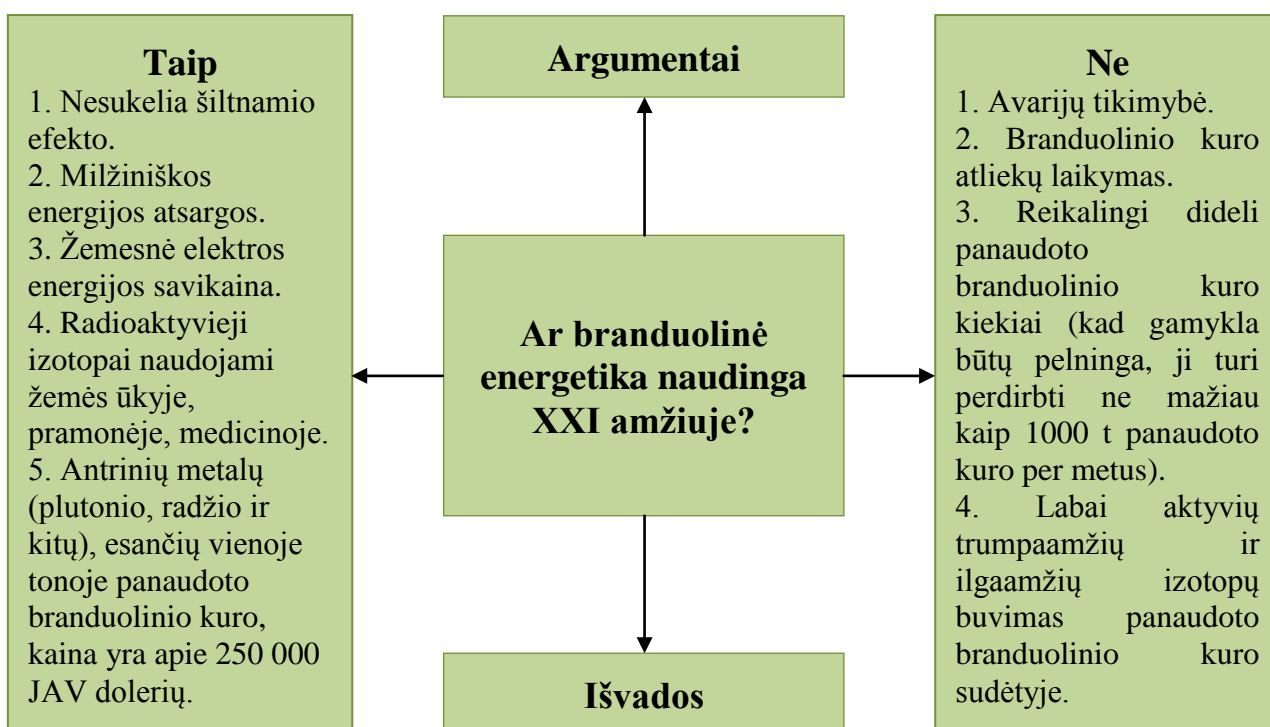 Taip
1. Nesukelia šiltnamio
efekto.
2. Milžiniškos
energijos atsargos.
3. Žemesnė elektros
energijos savikaina.
4. Radioaktyvieji
izotopai naudojami
žemės ūkyje,
pramonėje, medicinoje.
5. Antrinių metalų
(plutonio, radžio ir
kitų), esančių vienoje
tonoje panaudoto
branduolinio kuro,
kaina yra apie 250 000
JAV dolerių.
Argumentai
Ar branduolinė
energetika naudinga
XXI amžiuje?
Išvados
Ne
1. Avarijų tikimybė.
2. Branduolinio kuro
atliekų laikymas.
3. Reikalingi dideli
panaudoto
branduolinio kuro
kiekiai (kad gamykla
būtų pelninga, ji turi
perdirbti ne mažiau
kaip 1000 t panaudoto
kuro per metus).
4. Labai aktyvių
trumpaamžių ir
ilgaamžių izotopų
buvimas panaudoto
branduolinio kuro
sudėtyje.